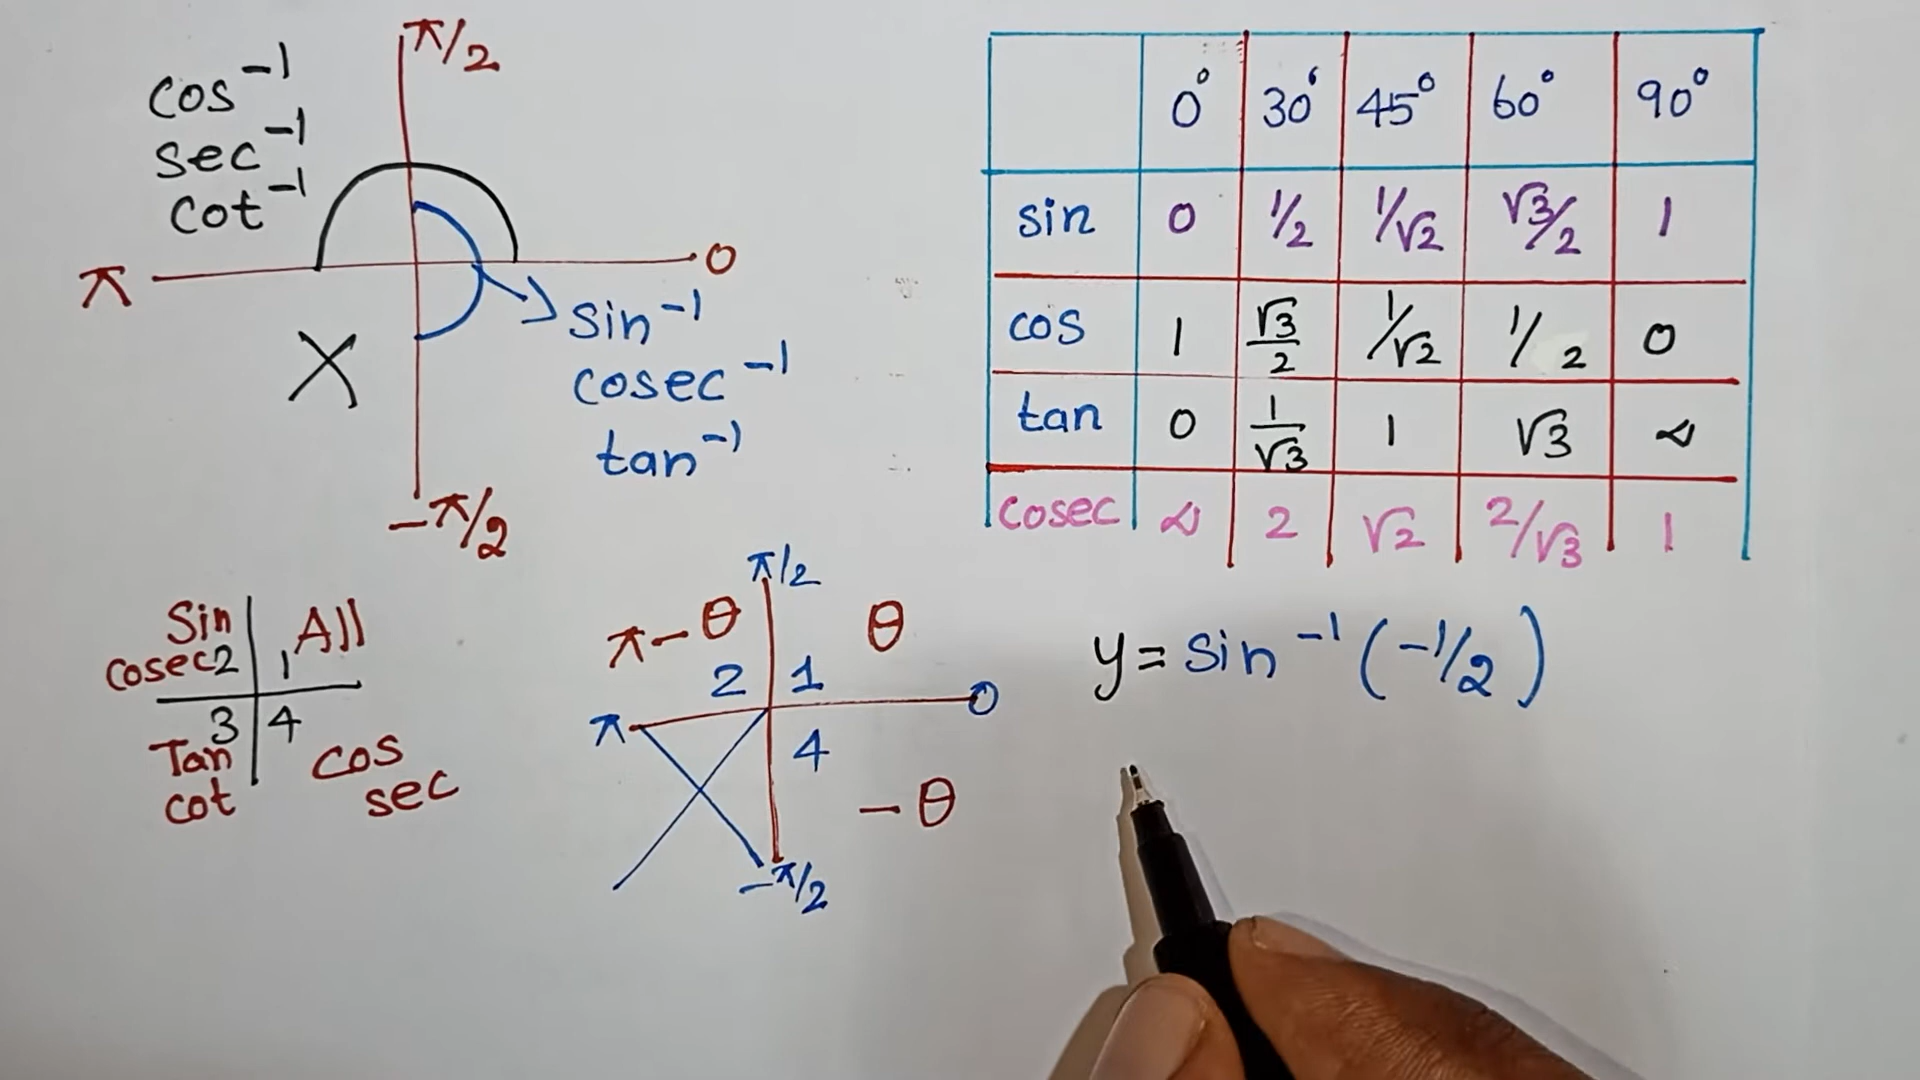 π/2
cos⁻¹
sec⁻¹
cot⁻¹
π
0
X
sin⁻¹
cosec⁻¹
tan⁻¹
-π/2
0° 30° 45° 60° 90°
sin 0 1/2 1/√2 √3/2 1
cos 1 √3/2 1/√2 1/2 0
tan 0 1/√3 1 √3 ∞
cosec ∞ 2 √2 2/√3 1
Sin All
cosec 2 1
3 4
Tan cos
cot sec
π/2
π-θ θ
2 1
π 0
4
-θ
-π/2
y = sin⁻¹(-1/2)